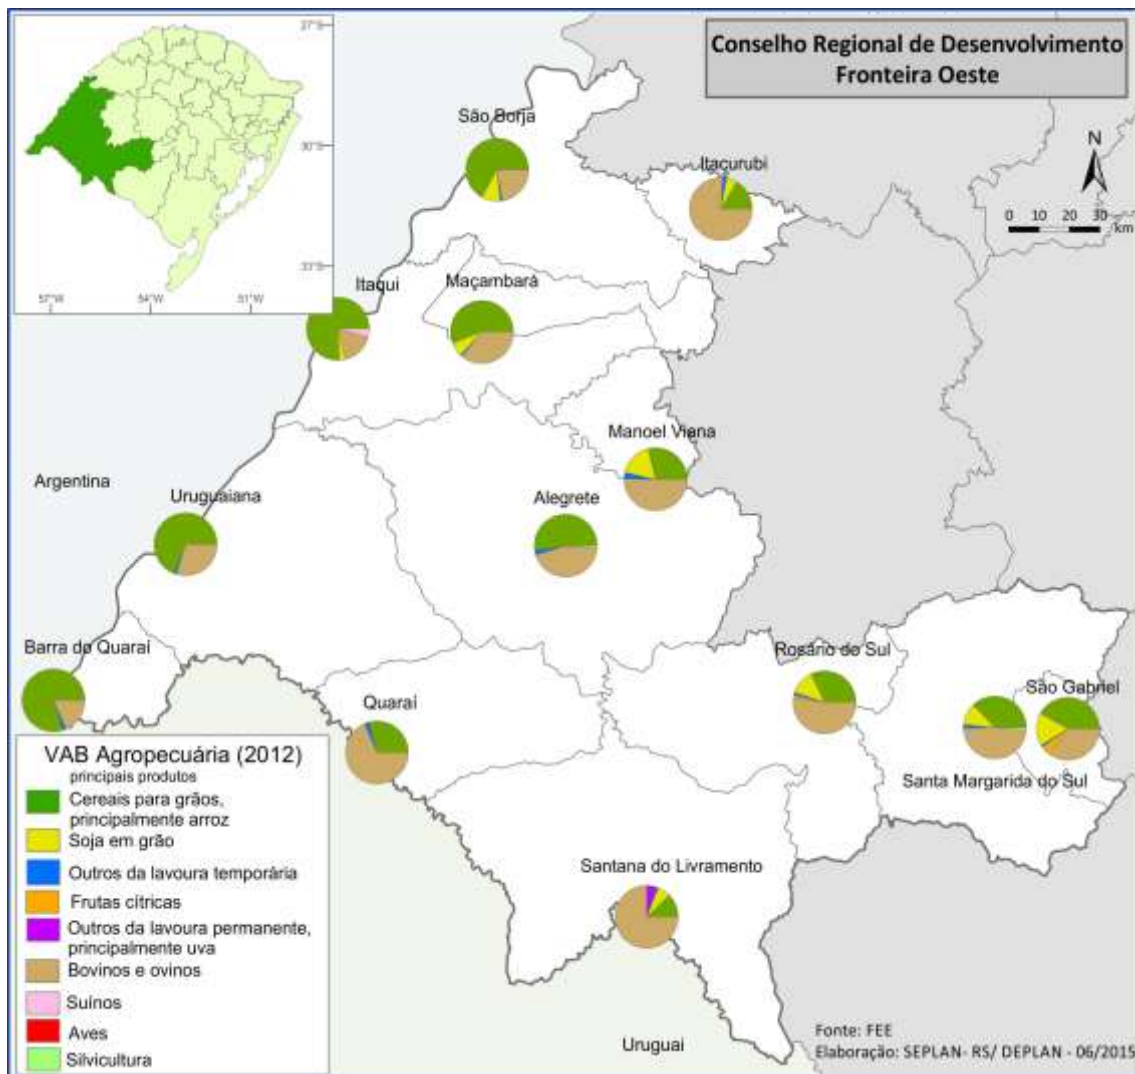 Conselho Regional de Desenvolvimento
Fronteira Oeste
27°S
30°S
33°S
57°W
54°W
51°W
N
0 10 20 30
km
São Borja
Itacurubi
Itaqui
Maçambará
Manoel Viana
Argentina
Uruguaiana
Alegrete
Barra do Quaraí
Quaraí
Rosário do Sul
São Gabriel
Santa Margarida do Sul
Santana do Livramento
Uruguai
VAB Agropecuária (2012)
principais produtos
Cereais para grãos,
principalmente arroz
Soja em grão
Outros da lavoura temporária
Frutas cítricas
Outros da lavoura permanente,
principalmente uva
Bovinos e ovinos
Suínos
Aves
Silvicultura
Fonte: FEE
Elaboração: SEPLAN- RS/ DEPLAN - 06/2015